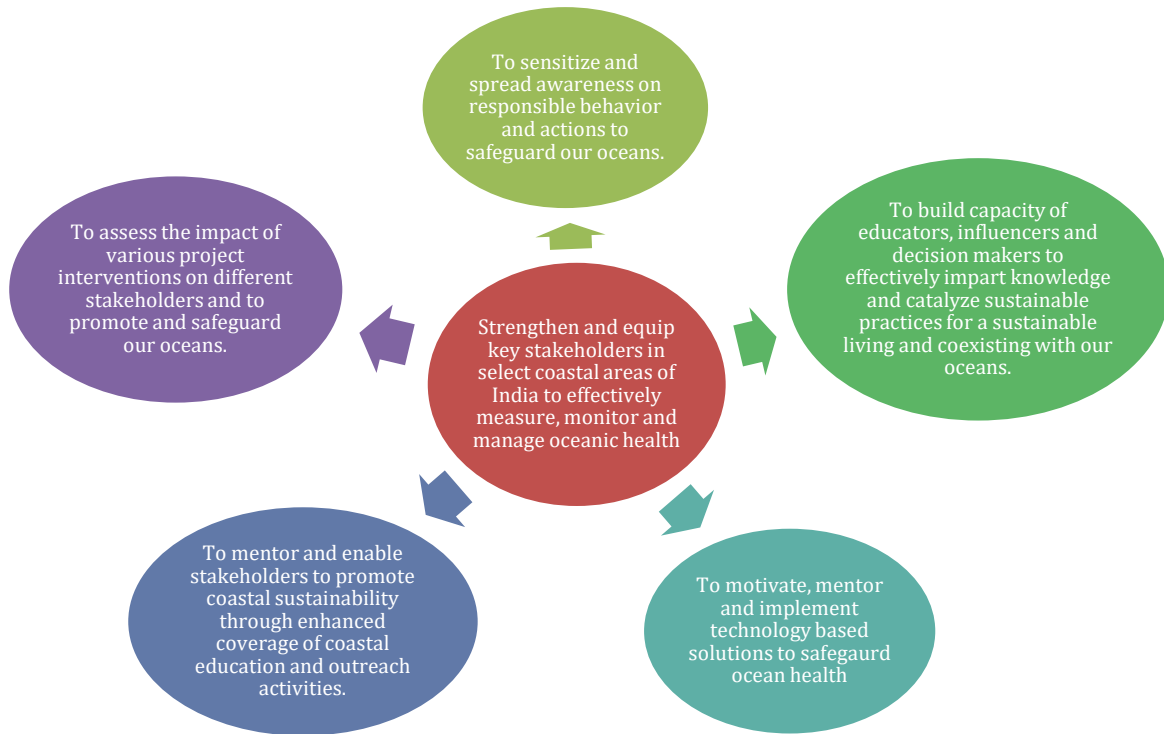 To sensitize and
spread awareness on
responsible behavior
and actions to
safeguard our oceans.
To build capacity of
educators, influencers and
decision makers to
effectively impart knowledge
and catalyze sustainable
practices for a sustainable
living and coexisting with our
oceans.
To assess the impact of
various project
interventions on different
stakeholders and to
promote and safeguard
our oceans.
Strengthen and equip
key stakeholders in
select coastal areas of
India to effectively
measure, monitor and
manage oceanic health
To mentor and enable
stakeholders to promote
coastal sustainability
through enhanced
coverage of coastal
education and outreach
activities.
To motivate, mentor
and implement
technology based
solutions to safegaurd
ocean health